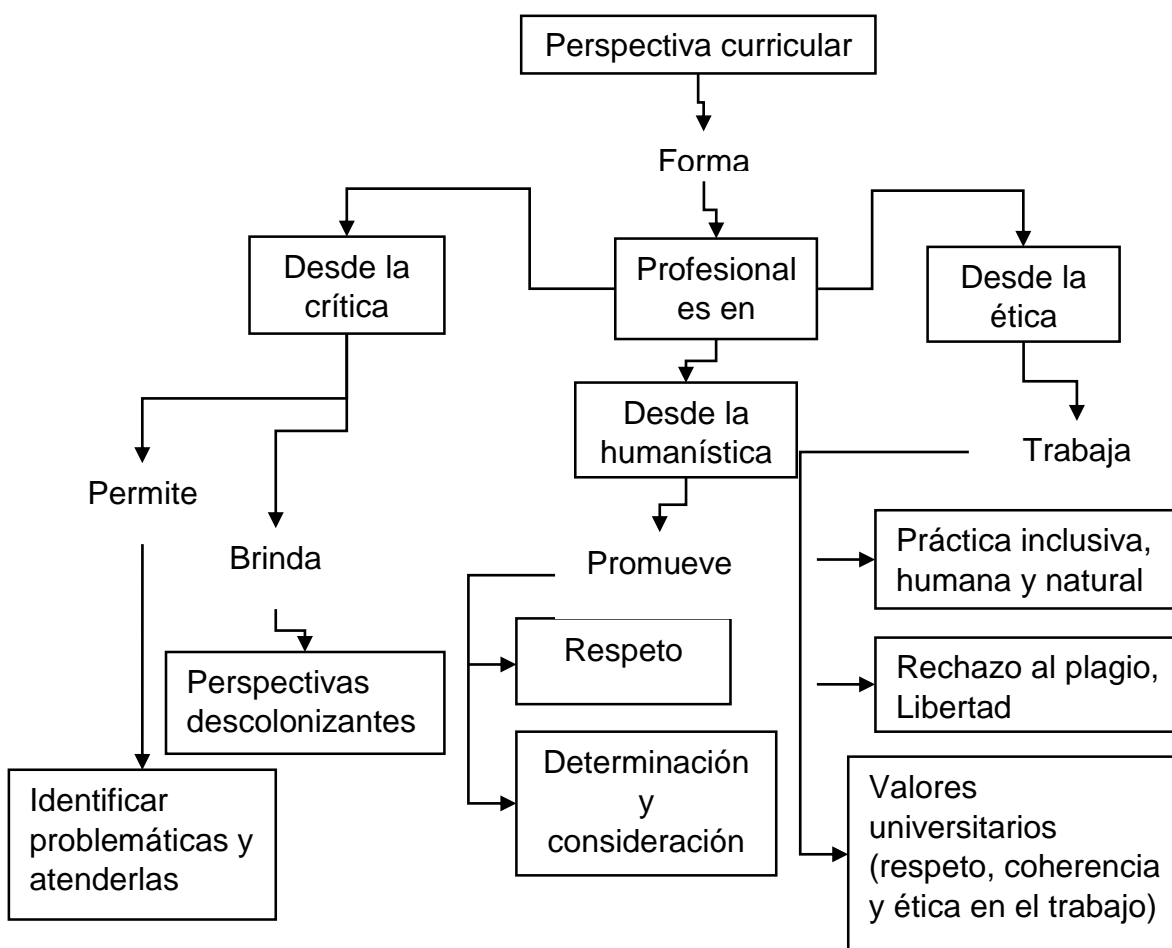 Perspectiva curricular
Forma
Desde la
crítica
Profesional
es en
Desde la
ética
Desde la
humanística
Trabaja
Permite
Brinda
Promueve
Práctica inclusiva,
humana y natural
Respeto
Rechazo al plagio,
Libertad
Perspectivas
descolonizantes
Determinación
y
consideración
Identificar
problemáticas y
atenderlas
Valores
universitarios
(respeto, coherencia
y ética en el trabajo)